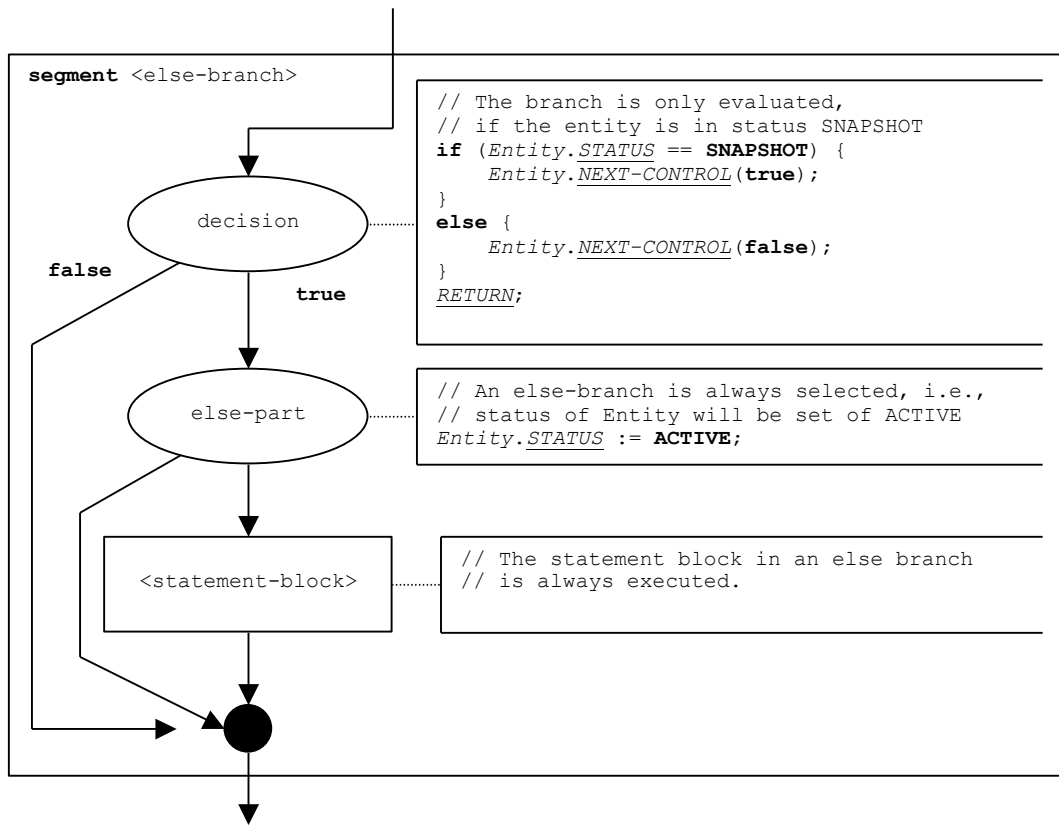 segment <else-branch>
// The branch is only evaluated,
// if the entity is in status SNAPSHOT
if (Entity.STATUS == SNAPSHOT) {
    Entity.NEXT-CONTROL(true);
}
else {
    Entity.NEXT-CONTROL(false);
}
RETURN;
decision
false
true
// An else-branch is always selected, i.e.,
// status of Entity will be set of ACTIVE
Entity.STATUS := ACTIVE;
else-part
// The statement block in an else branch
// is always executed.
<statement-block>